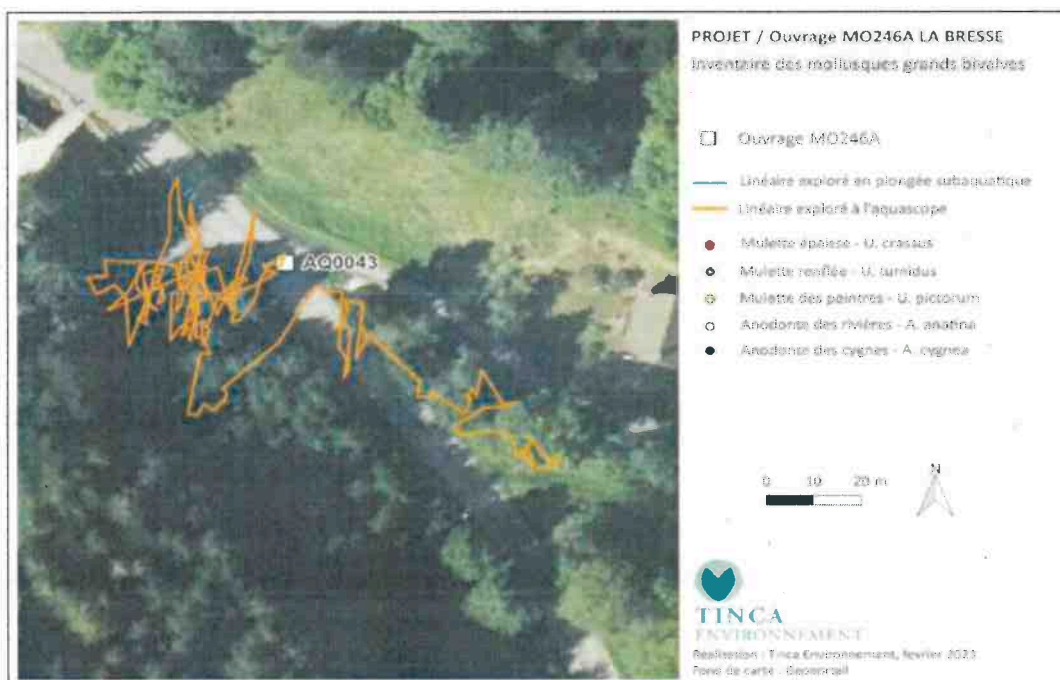 PROJET / Ouvrage MO246A LA BRESSE
Inventaire des mollusques grands bivalves
Ouvrage MO246A
Linéaire exploré en plongée subaquatique
Linéaire exploré à l'aquascope
Mulette épaisse - U. crassus
Mulette renflée - U. tumidus
Mulette des peintres - U. pictorum
Anodonte des rivières - A. anatina
Anodonte des cygnes - A. cygnea
AQ0043
0 10 20 m
N
TINCA
ENVIRONNEMENT
Réalisation : Tinca Environnement, février 2023
Fond de carte : Géoportail